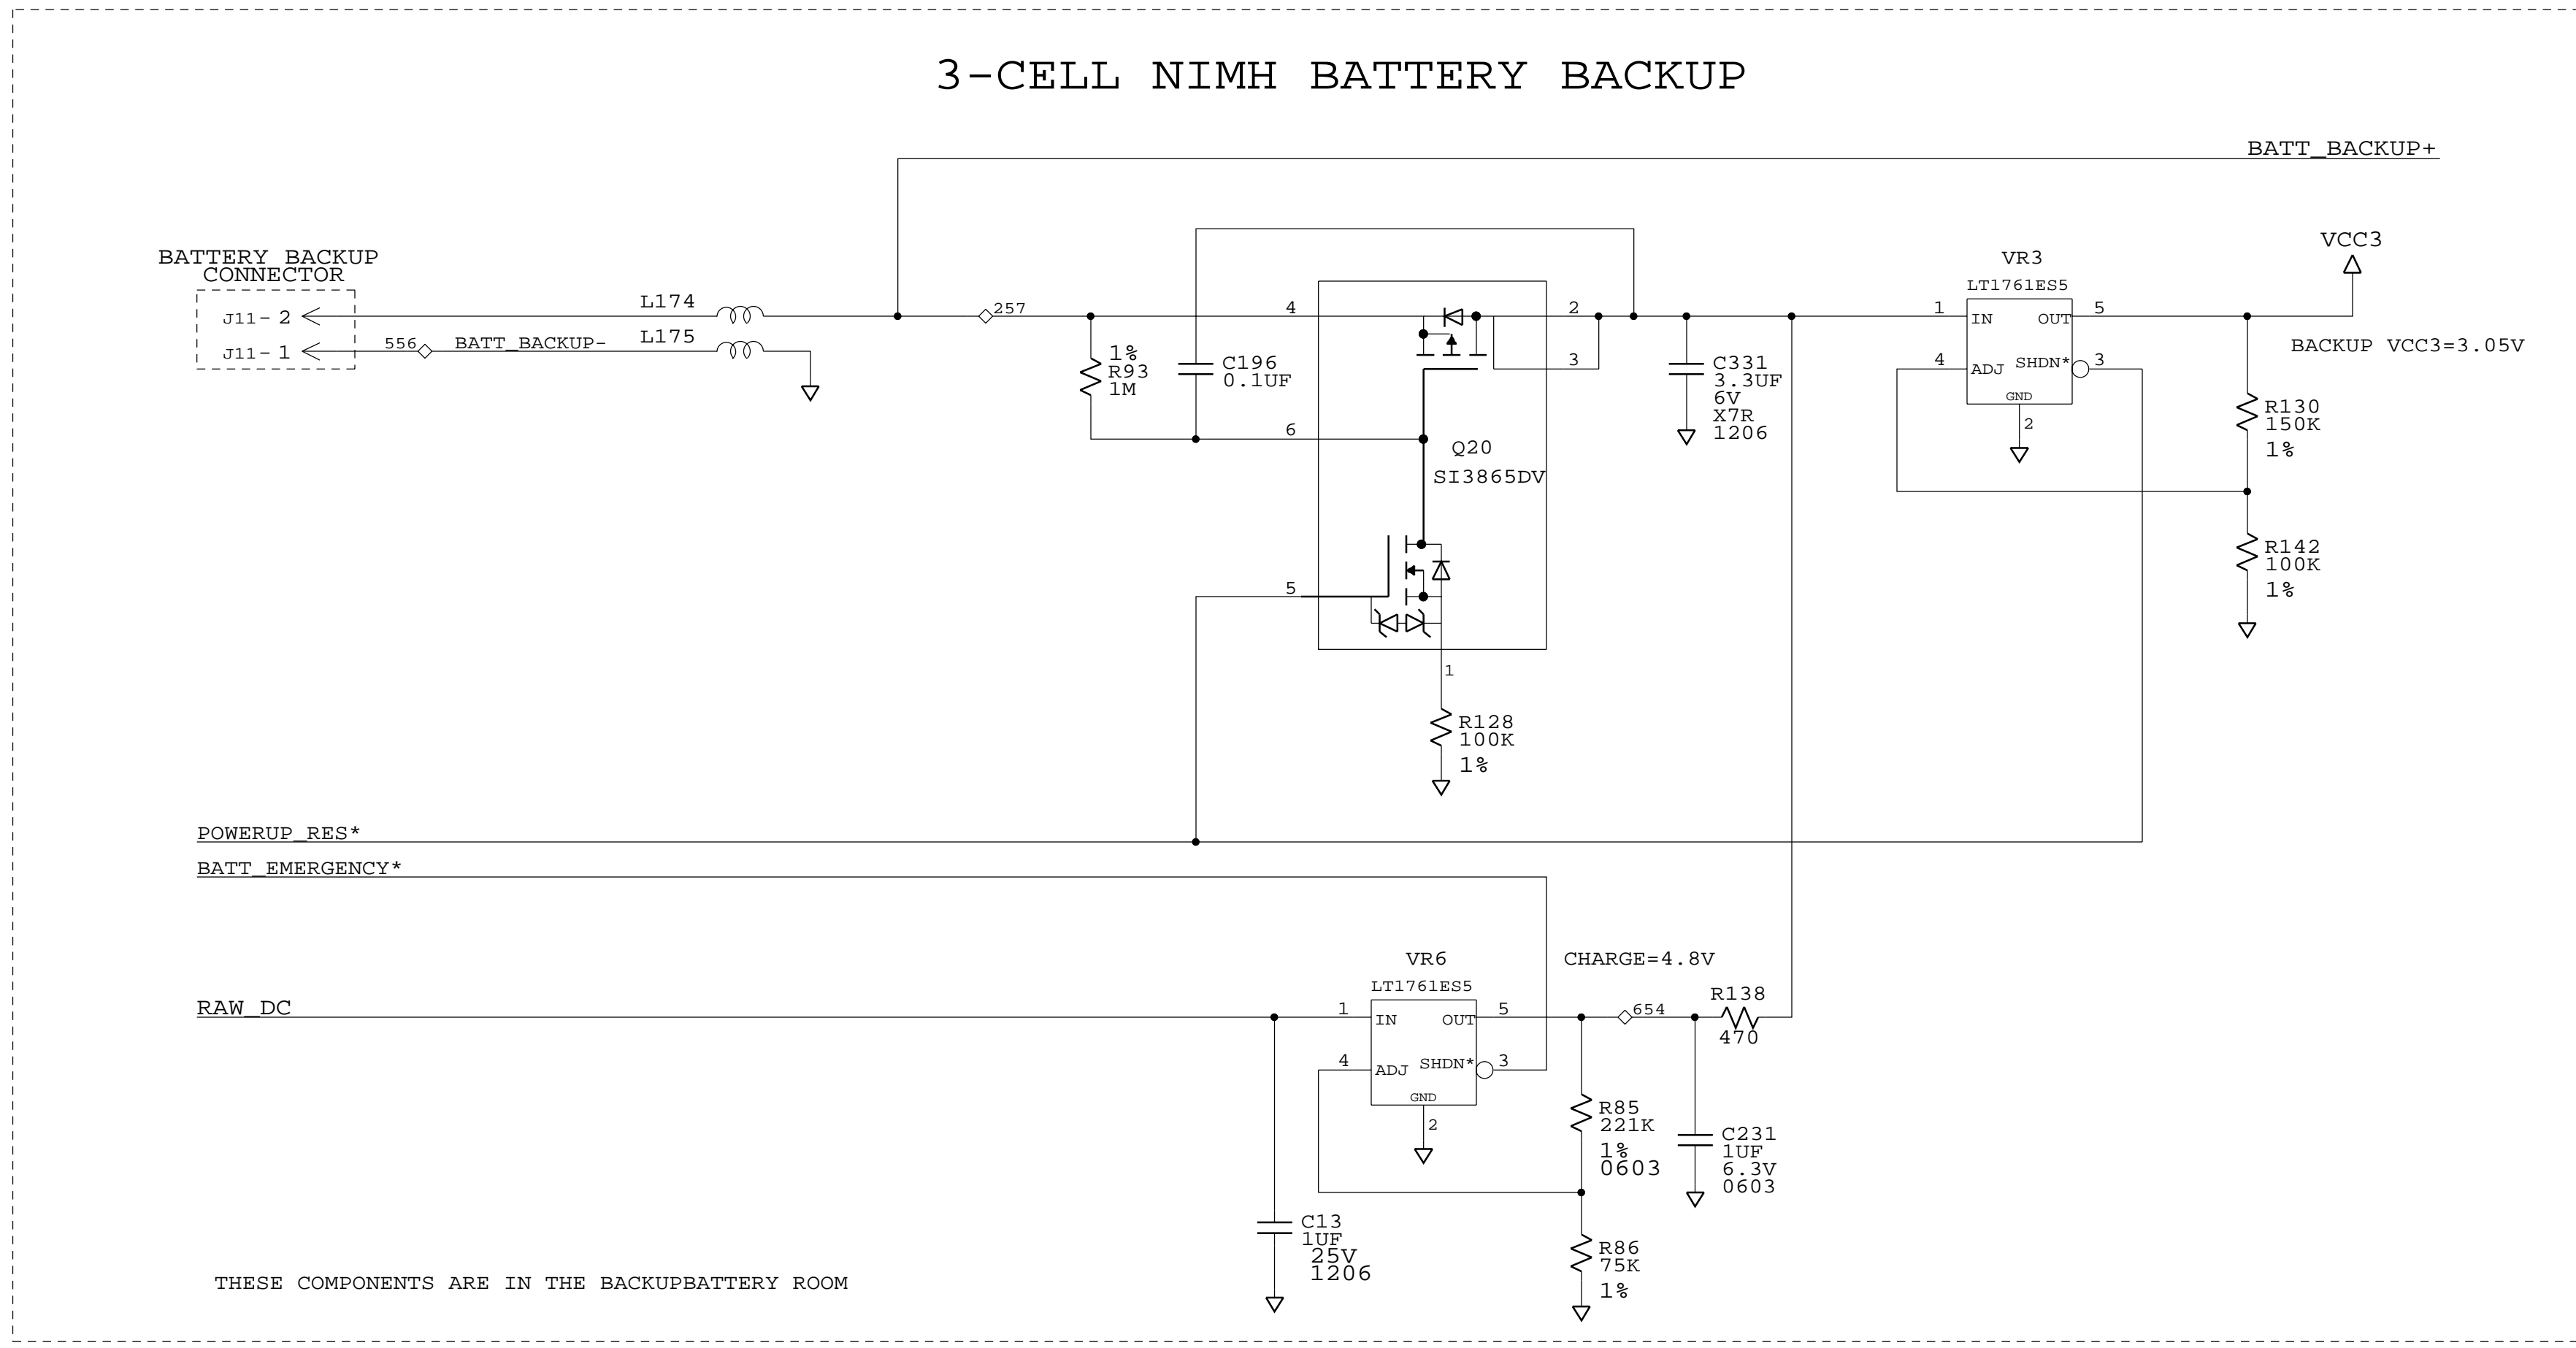 3-CELL NIMH BATTERY BACKUP
BATT_BACKUP+
BATTERY BACKUP
CONNECTOR
J11- 2
J11- 1
556
BATT_BACKUP-
L174
L175
257
1%
R93
1M
C196
0.1UF
4
6
5
2
3
1
Q20
SI3865DV
R128
100K
1%
C331
3.3UF
6V
X7R
1206
VR3
LT1761ES5
1
IN
OUT
5
4
ADJ
SHDN*
3
GND
2
VCC3
BACKUP VCC3=3.05V
R130
150K
1%
R142
100K
1%
POWERUP_RES*
BATT_EMERGENCY*
RAW_DC
VR6
LT1761ES5
1
IN
OUT
5
4
ADJ
SHDN*
3
GND
2
CHARGE=4.8V
654
R138
470
R85
221K
1%
0603
C231
1UF
6.3V
0603
C13
1UF
25V
1206
R86
75K
1%
THESE COMPONENTS ARE IN THE BACKUPBATTERY ROOM